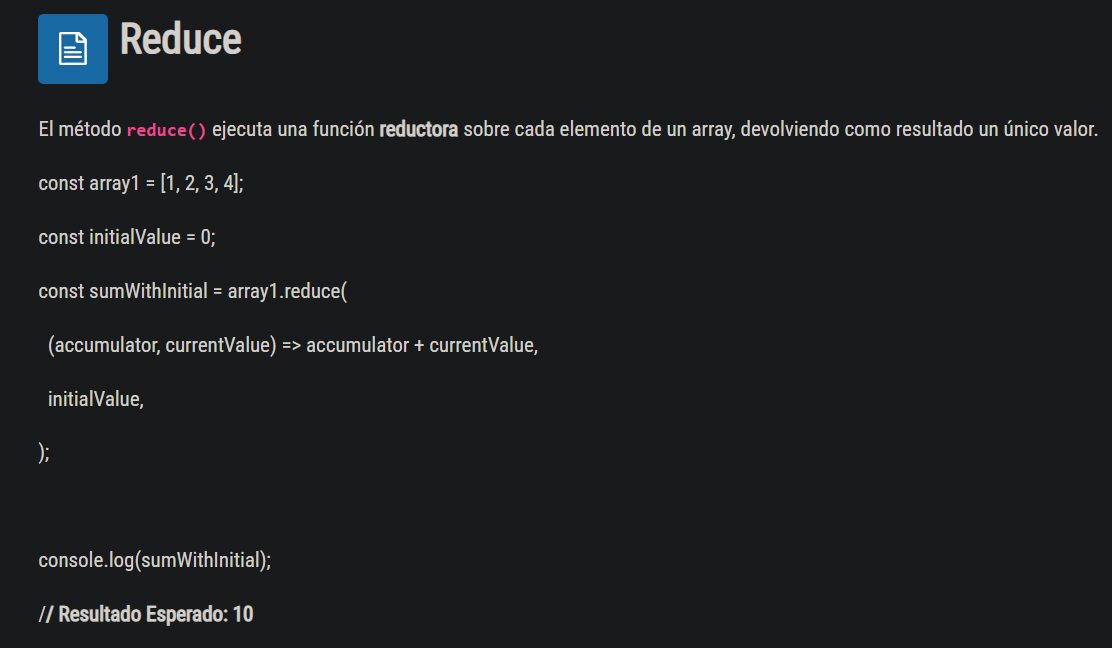 Reduce
El método reduce() ejecuta una función reductora sobre cada elemento de un array, devolviendo como resultado un único valor.
const array1 = [1, 2, 3, 4];
const initialValue = 0;
const sumWithInitial = array1.reduce(
(accumulator, currentValue) => accumulator + currentValue,
initialValue,
);
console.log(sumWithInitial);
// Resultado Esperado: 10